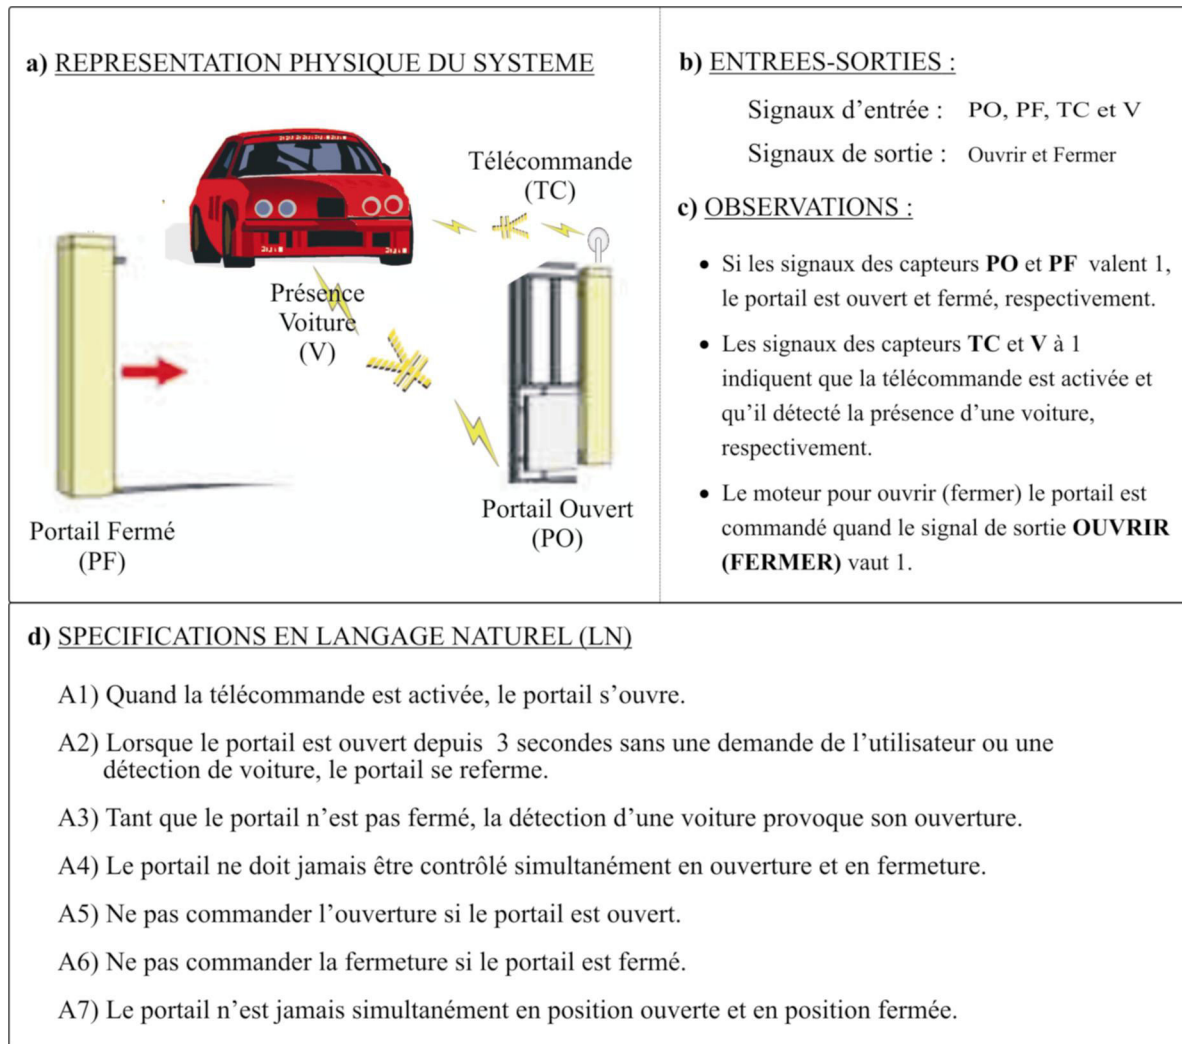 a) REPRESENTATION PHYSIQUE DU SYSTEME
Télécommande
(TC)
Présence
Voiture
(V)
Portail Fermé
(PF)
Portail Ouvert
(PO)
b) ENTREES-SORTIES :
Signaux d'entrée : PO, PF, TC et V
Signaux de sortie : Ouvrir et Fermer
c) OBSERVATIONS :
• Si les signaux des capteurs PO et PF valent 1,
le portail est ouvert et fermé, respectivement.
• Les signaux des capteurs TC et V à 1
indiquent que la télécommande est activée et
qu'il détecté la présence d'une voiture,
respectivement.
• Le moteur pour ouvrir (fermer) le portail est
commandé quand le signal de sortie OUVRIR
(FERMER) vaut 1.
d) SPECIFICATIONS EN LANGAGE NATUREL (LN)
A1) Quand la télécommande est activée, le portail s'ouvre.
A2) Lorsque le portail est ouvert depuis 3 secondes sans une demande de l'utilisateur ou une
détection de voiture, le portail se referme.
A3) Tant que le portail n'est pas fermé, la détection d'une voiture provoque son ouverture.
A4) Le portail ne doit jamais être contrôlé simultanément en ouverture et en fermeture.
A5) Ne pas commander l'ouverture si le portail est ouvert.
A6) Ne pas commander la fermeture si le portail est fermé.
A7) Le portail n'est jamais simultanément en position ouverte et en position fermée.